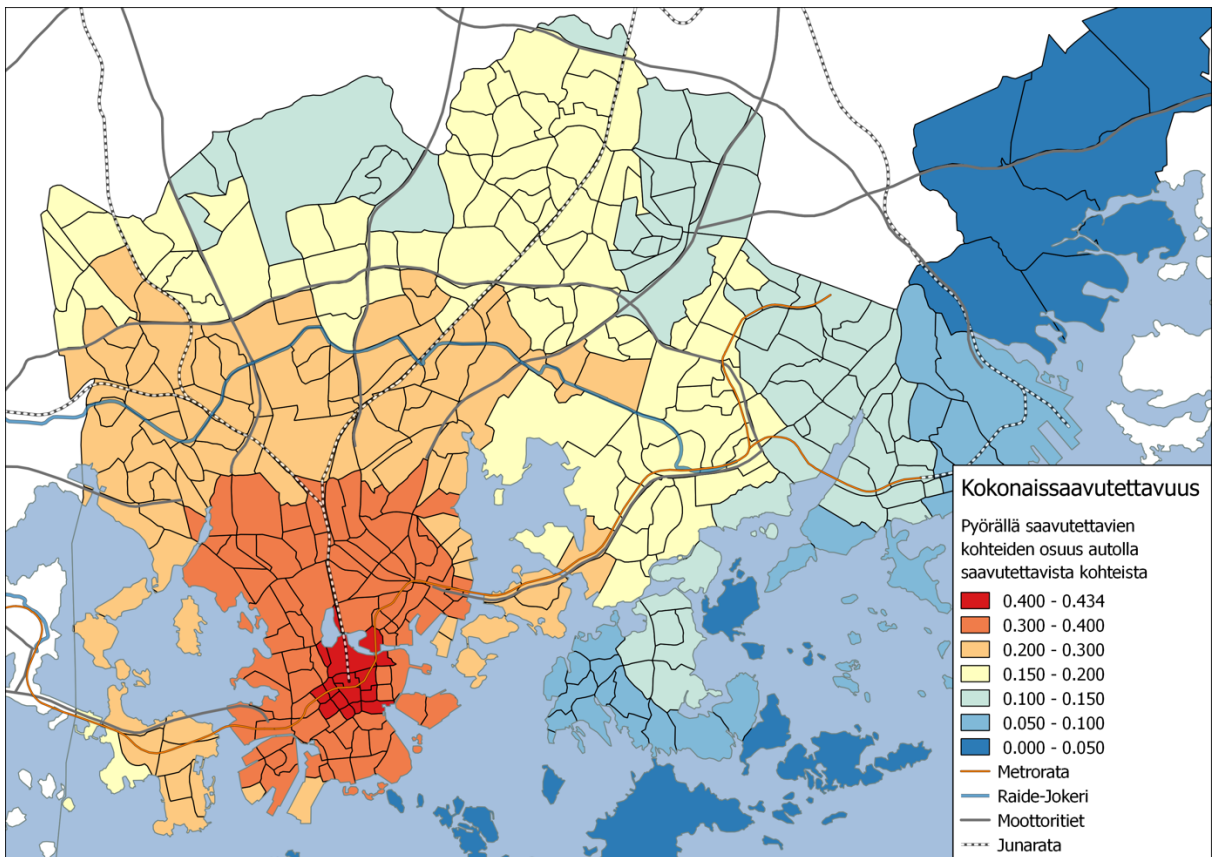 Kokonaissaavutettavuus
Pyörällä saavutettavien
kohteiden osuus autolla
saavutettavista kohteista
0.400 - 0.434
0.300 - 0.400
0.200 - 0.300
0.150 - 0.200
0.100 - 0.150
0.050 - 0.100
0.000 - 0.050
Metrorata
Raide-Jokeri
Moottoritiet
Junarata